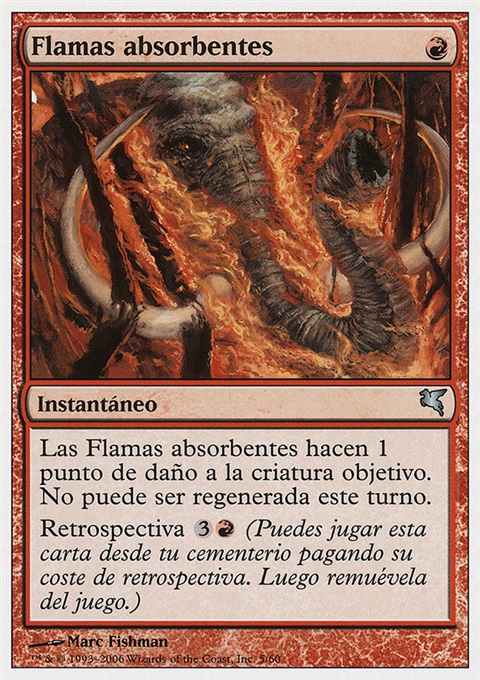 Flamas absorbentes
Instantáneo
Las Flamas absorbentes hacen 1
punto de daño a la criatura objetivo.
No puede ser regenerada este turno.
Retrospectiva 3 (Puedes jugar esta
carta desde tu cementerio pagando su
coste de retrospectiva. Luego remuévela
del juego.)
Marc Fishman
™ & © 1993-2006 Wizards of the Coast, Inc. 5/60